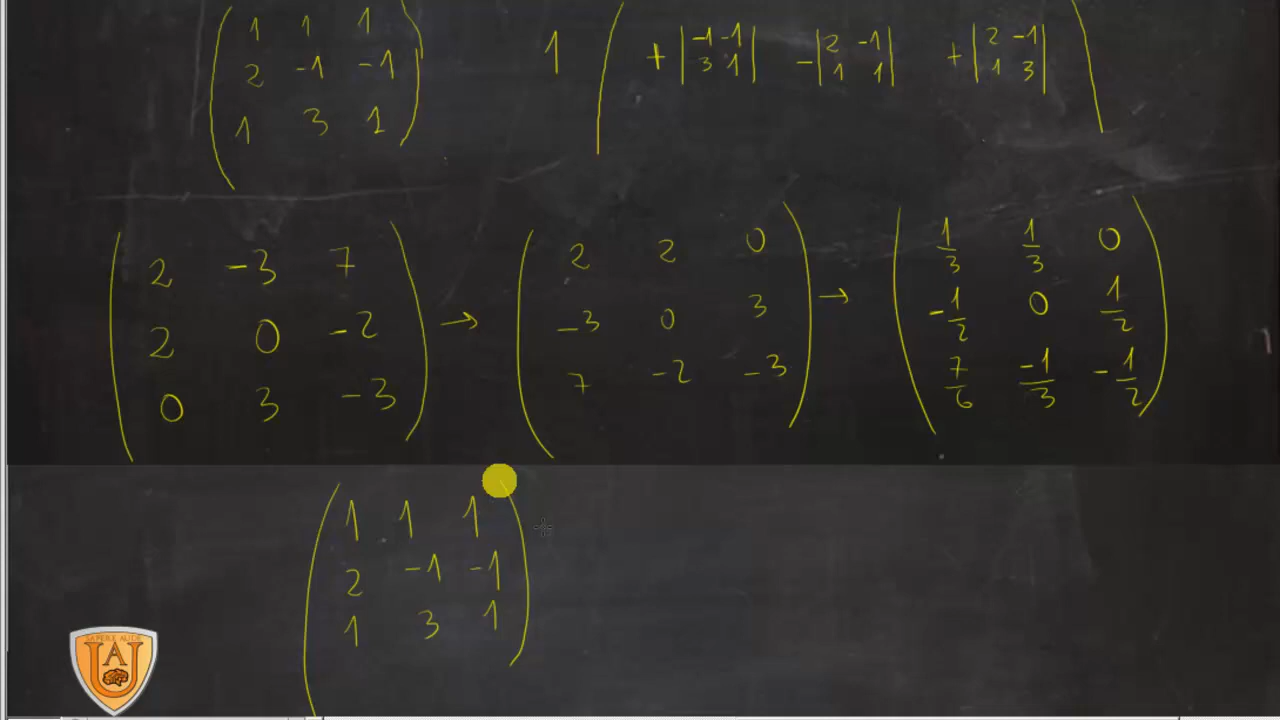 1 1 1
2 -1 -1
1 3 1
1 ( +|-1 -1| -|2 -1| +|2 -1| )
|3 1| |1 1| |1 3|
2 -3 7
2 0 -2
0 3 -3
→
2 2 0
-3 0 3
7 -2 -3
→
1/3 1/3 0
-1/2 0 1/2
7/6 -1/3 -1/2
1 1 1
2 -1 -1
1 3 1
SAPERE AUDE
UA